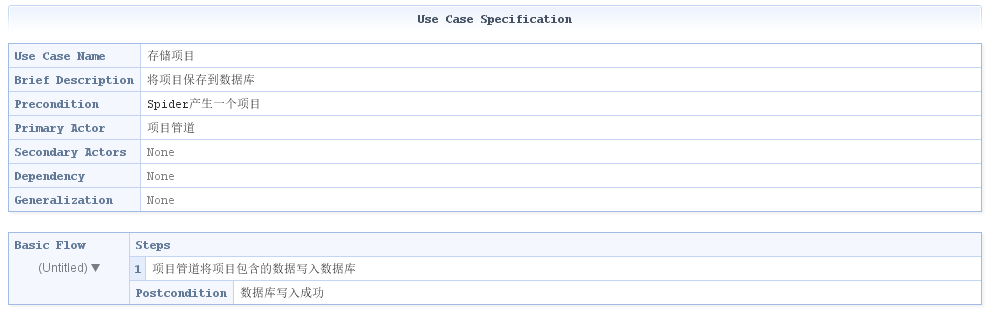 Use Case Specification
Use Case Name 存储项目
Brief Description 将项目保存到数据库
Precondition Spider产生一个项目
Primary Actor 项目管道
Secondary Actors None
Dependency None
Generalization None
Basic Flow Steps
(Untitled) ▼ 1 项目管道将项目包含的数据写入数据库
Postcondition 数据库写入成功